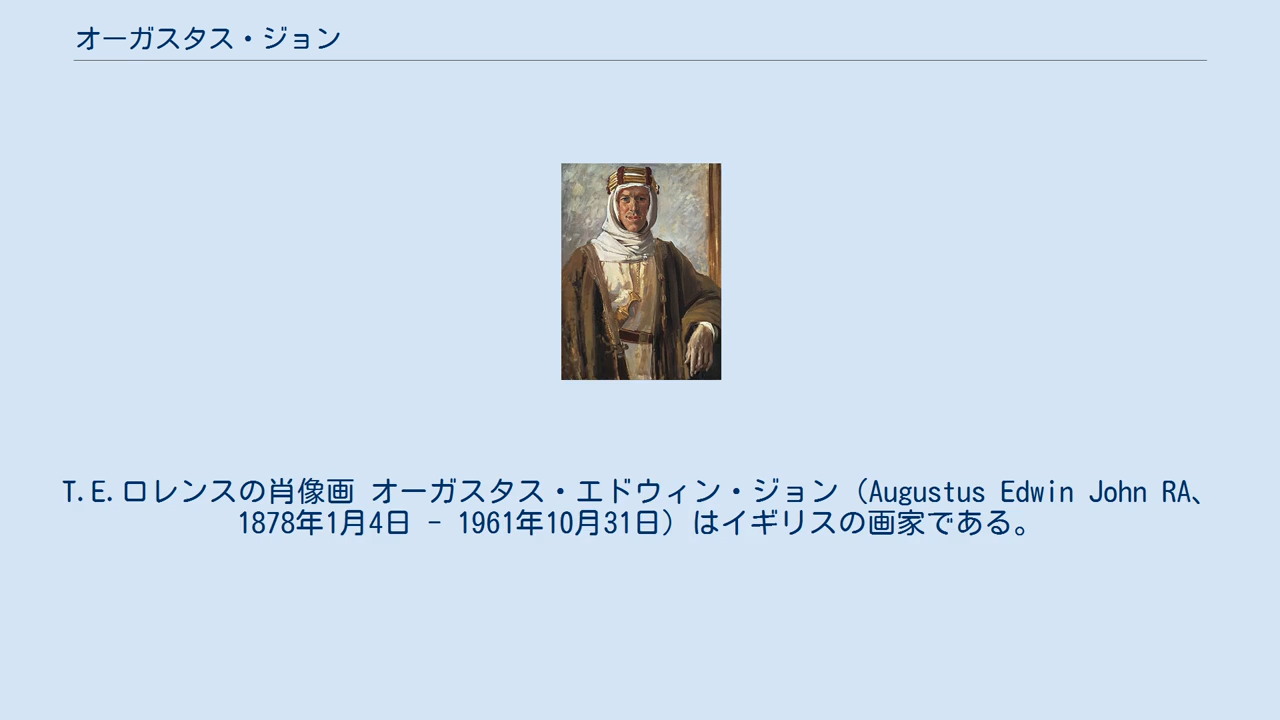 オーガスタス・ジョン
T.E.ロレンスの肖像画 オーガスタス・エドウィン・ジョン（Augustus Edwin John RA、
1878年1月4日 - 1961年10月31日）はイギリスの画家である。